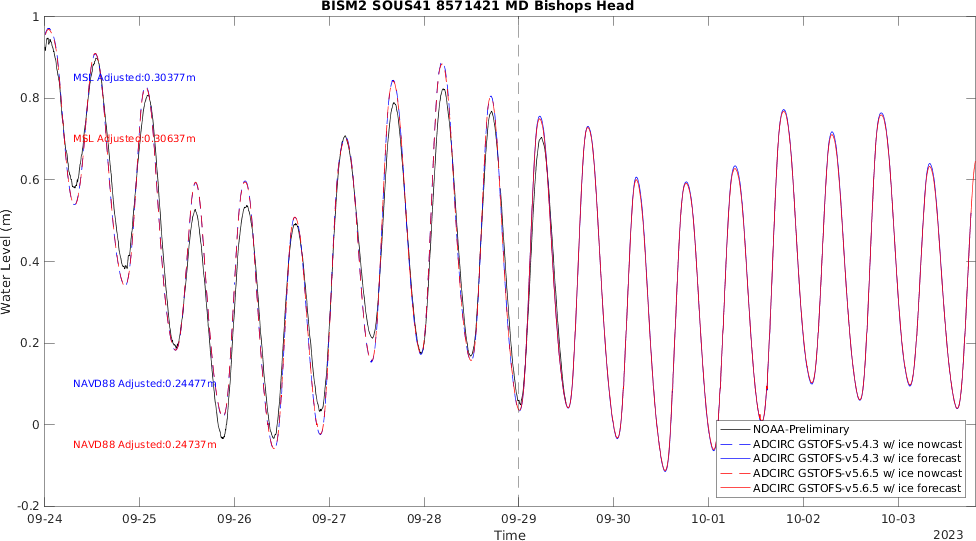 BISM2 SOUS41 8571421 MD Bishops Head
1
0.8
0.6
0.4
0.2
0
-0.2
Water Level (m)
MSL Adjusted:0.30377m
MSL Adjusted:0.30637m
NAVD88 Adjusted:0.24477m
NAVD88 Adjusted:0.24737m
NOAA-Preliminary
ADCIRC GSTOFS-v5.4.3 w/ ice nowcast
ADCIRC GSTOFS-v5.4.3 w/ ice forecast
ADCIRC GSTOFS-v5.6.5 w/ ice nowcast
ADCIRC GSTOFS-v5.6.5 w/ ice forecast
09-24 09-25 09-26 09-27 09-28 09-29 09-30 10-01 10-02 10-03
Time
2023